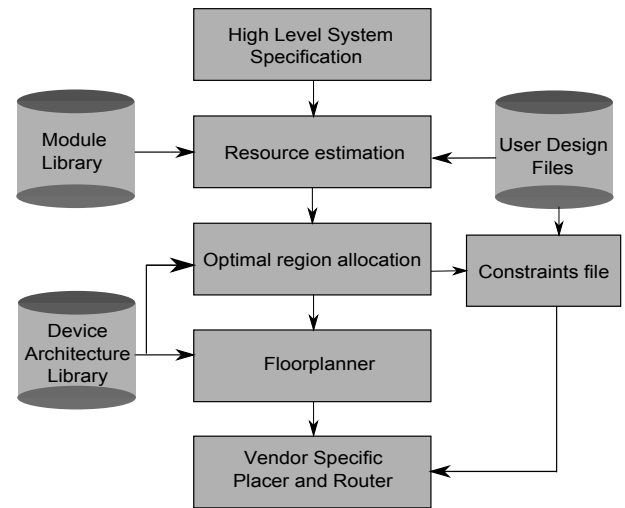 High Level System
Specification
Module
Library
Resource estimation
User Design
Files
Optimal region allocation
Constraints file
Device
Architecture
Library
Floorplanner
Vendor Specific
Placer and Router